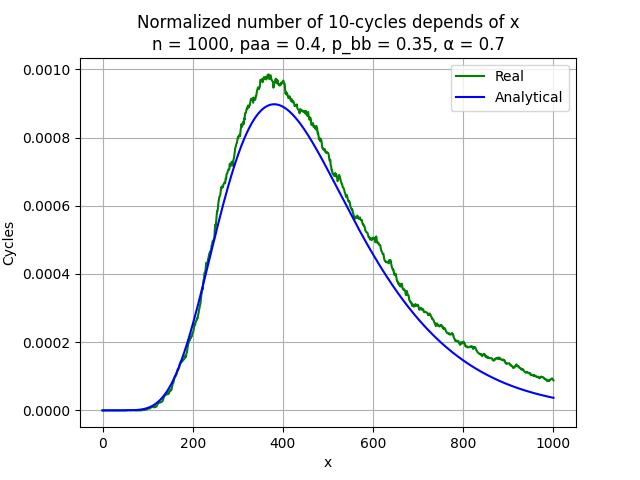 Normalized number of 10-cycles depends of x
n = 1000, paa = 0.4, p_bb = 0.35, α = 0.7
Real
Analytical
0.0010
0.0008
0.0006
0.0004
0.0002
0.0000
Cycles
0 200 400 600 800 1000
x